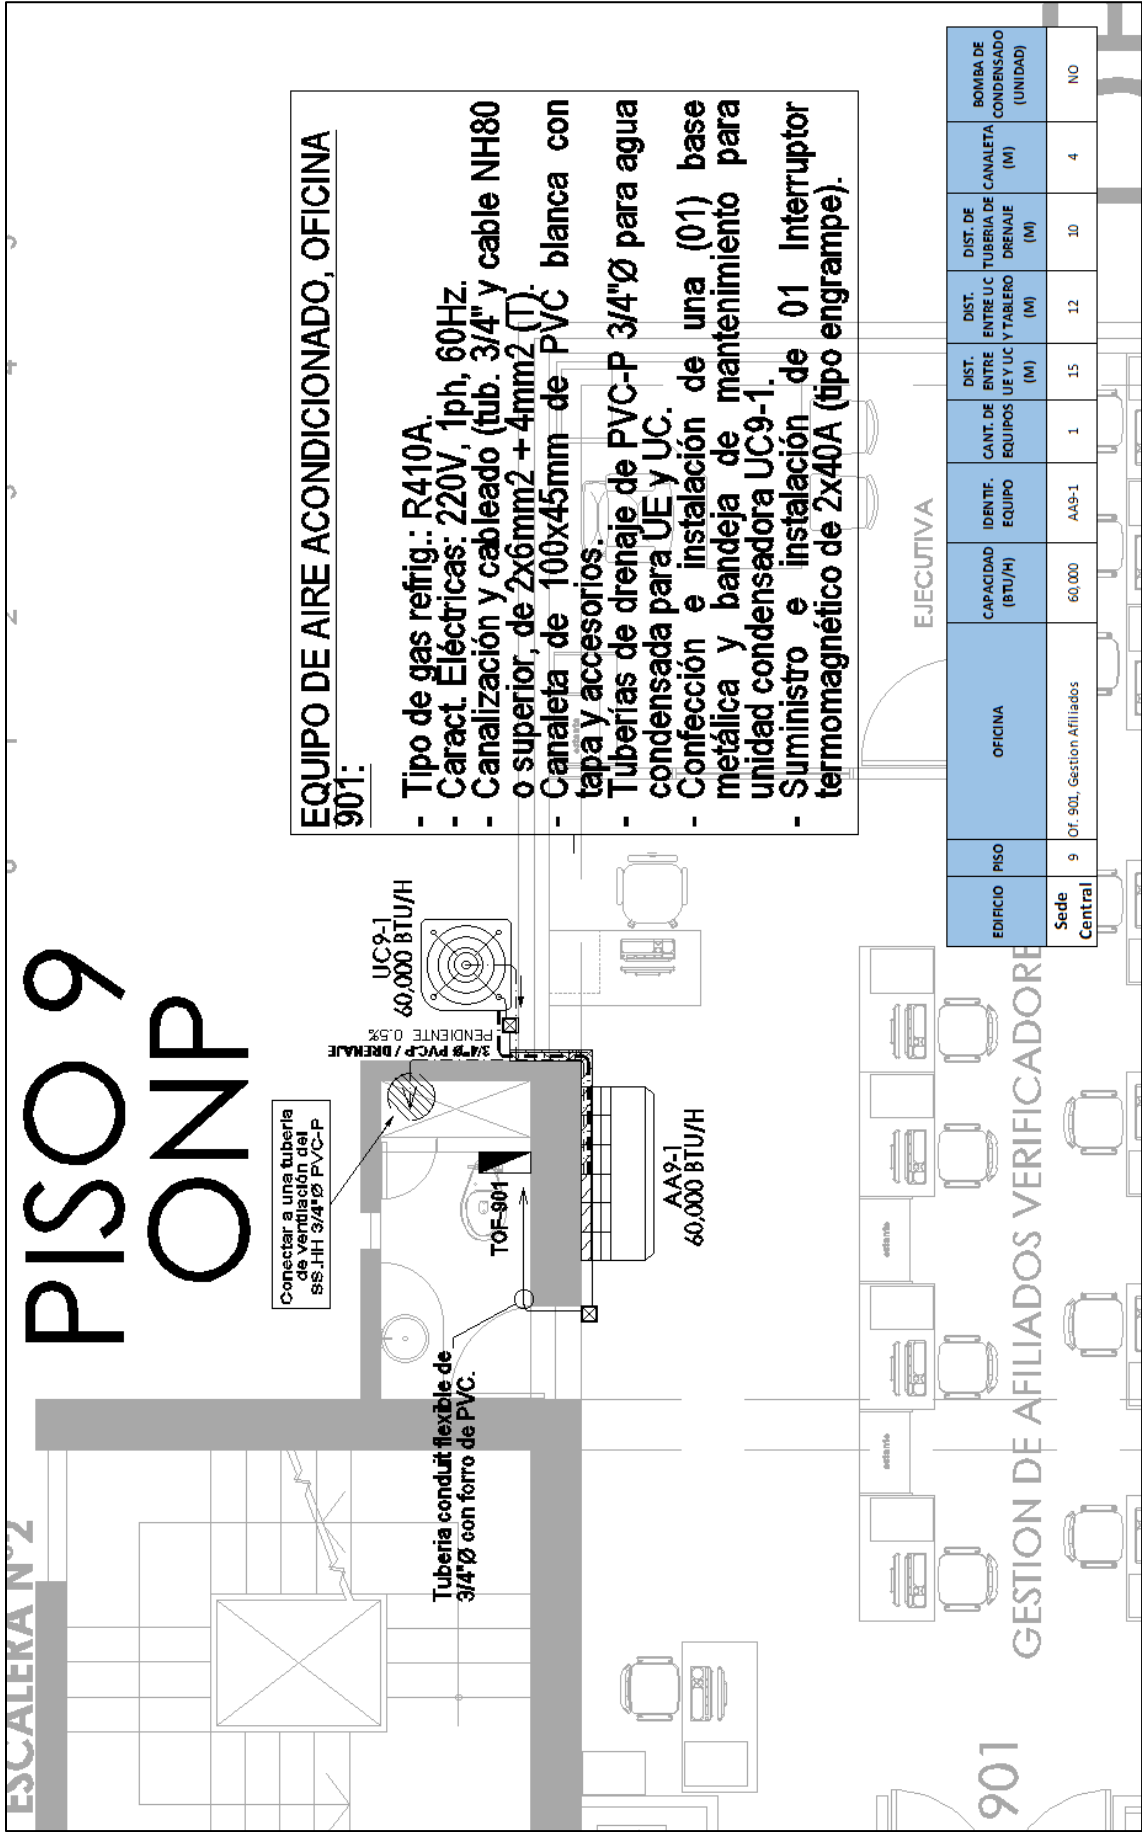 ESCALERA N°2
PISO 9
ONP
Conectar a una tuberia
de ventilación del
SS.HH 3/4"Ø PVC-P
3/4"Ø PVC-P / DRENAJE
PENDIENTE 0.5%
UC9-1
60,000 BTU/H
TOF-901
Tuberia conduit flexible de
3/4"Ø con forro de PVC.
AA9-1
60,000 BTU/H
EQUIPO DE AIRE ACONDICIONADO, OFICINA
901:
- Tipo de gas refrig.: R410A.
- Caract. Eléctricas: 220V, 1ph, 60Hz.
- Canalización y cableado (tub. 3/4" y cable NH80
o superior, de 2x6mm2 + 4mm2 (T).
- Canaleta de 100x45mm de PVC blanca con
tapa y accesorios.
- Tuberías de drenaje de PVC-P 3/4"Ø para agua
condensada para UE y UC.
- Confección e instalación de una (01) base
metálica y bandeja de mantenimiento para
unidad condensadora UC9-1.
- Suministro e instalación de 01 Interruptor
termomagnético de 2x40A (tipo engrampe).
estante
EJECUTIVA
estante
estante
GESTION DE AFILIADOS VERIFICADORE
901
EDIFICIO PISO OFICINA CAPACIDAD (BTU/H) IDENTIF. EQUIPO CANT. DE EQUIPOS DIST. ENTRE UE Y UC (M) DIST. ENTRE UC Y TABLERO (M) DIST. DE TUBERIA DE DRENAJE (M) CANALETA (M) BOMBA DE CONDENSADO (UNIDAD)
Sede Central 9 Of. 901, Gestion Afiliados 60,000 AA9-1 1 15 12 10 4 NO